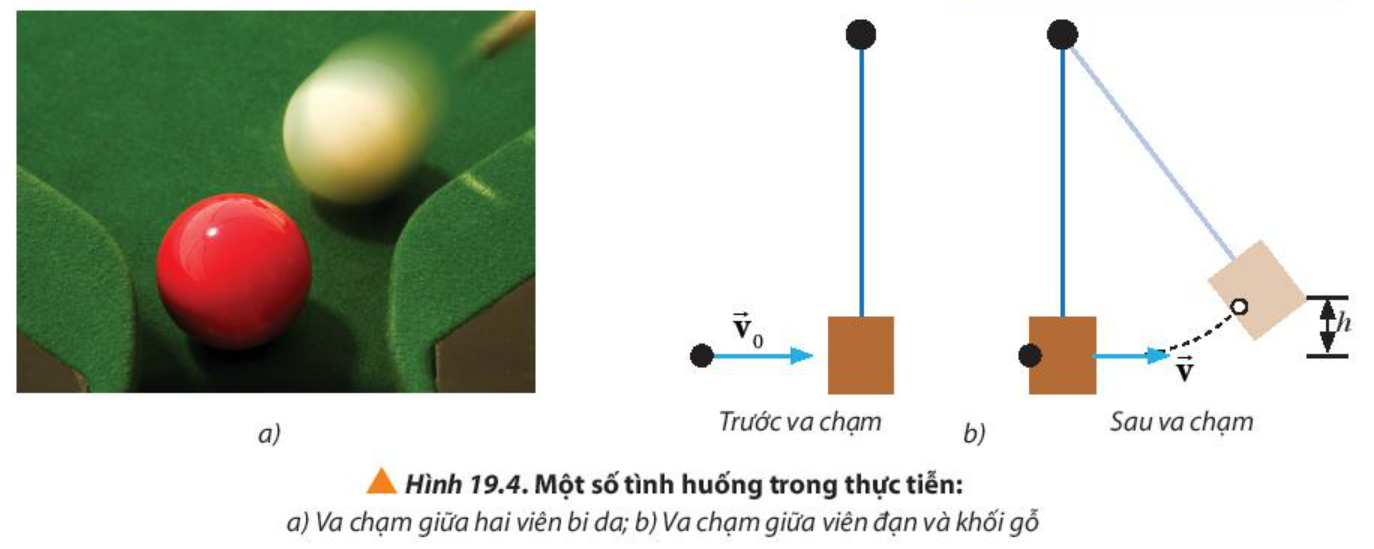 v⃗₀
h
v⃗
Trước va chạm
Sau va chạm
a)
b)
Hình 19.4. Một số tình huống trong thực tiễn:
a) Va chạm giữa hai viên bi da; b) Va chạm giữa viên đạn và khối gỗ